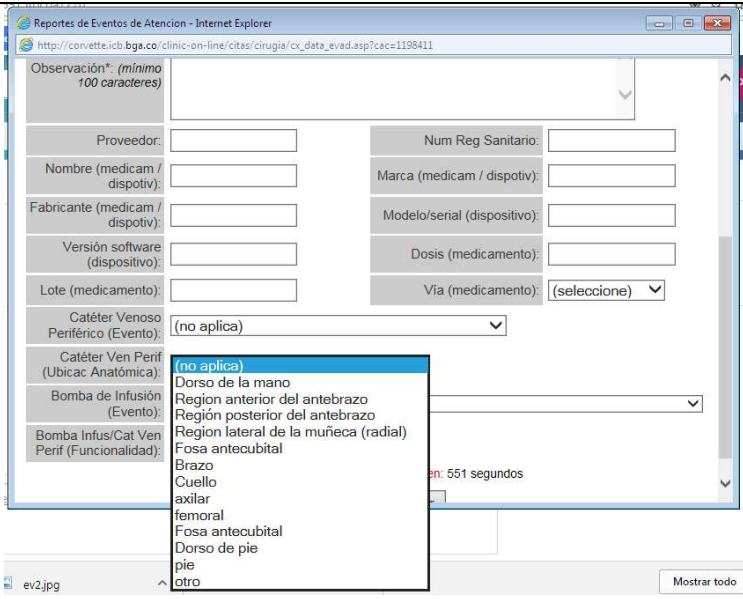 Reportes de Eventos de Atencion - Internet Explorer
http://corvette.icb.bga.co/clinic-on-line/citas/cirugia/cx_data_evad.asp?cac=1198411
Observación*: (mínimo
100 caracteres)
Proveedor:
Num Reg Sanitario:
Nombre (medicam /
dispotiv):
Marca (medicam / dispotiv):
Fabricante (medicam /
dispotiv):
Modelo/serial (dispositivo):
Versión software
(dispositivo):
Dosis (medicamento):
Lote (medicamento):
Vía (medicamento):
(seleccione)
Catéter Venoso
Periférico (Evento):
(no aplica)
Catéter Ven Perif
(Ubicac Anatómica):
Bomba de Infusión
(Evento):
Bomba Infus/Cat Ven
Perif (Funcionalidad):
(no aplica)
Dorso de la mano
Region anterior del antebrazo
Región posterior del antebrazo
Region lateral de la muñeca (radial)
Fosa antecubital
Brazo
Cuello
axilar
femoral
Fosa antecubital
Dorso de pie
pie
otro
en: 551 segundos
ev2.jpg
Mostrar todo